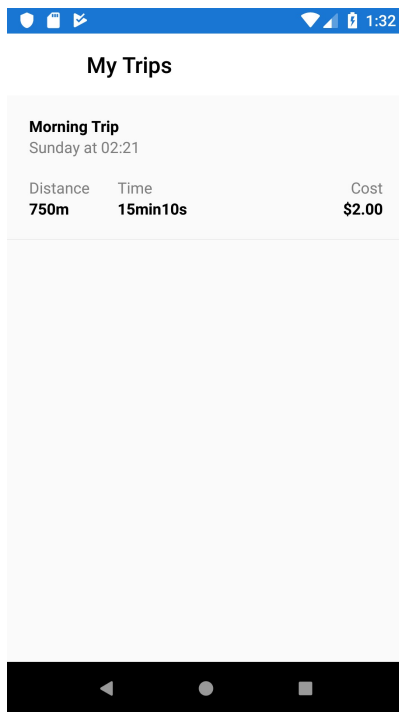 1:32
My Trips
Morning Trip
Sunday at 02:21
Distance Time Cost
750m 15min10s $2.00